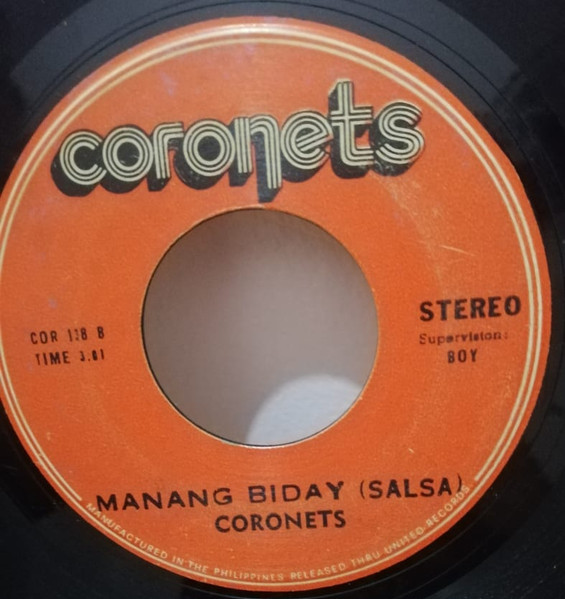 coronets
STEREO
Supervision:
BOY
COR 118 B
TIME 3.01
MANANG BIDAY (SALSA)
CORONETS
MANUFACTURED IN THE PHILIPPINES RELEASED THRU UNITED RECORDS